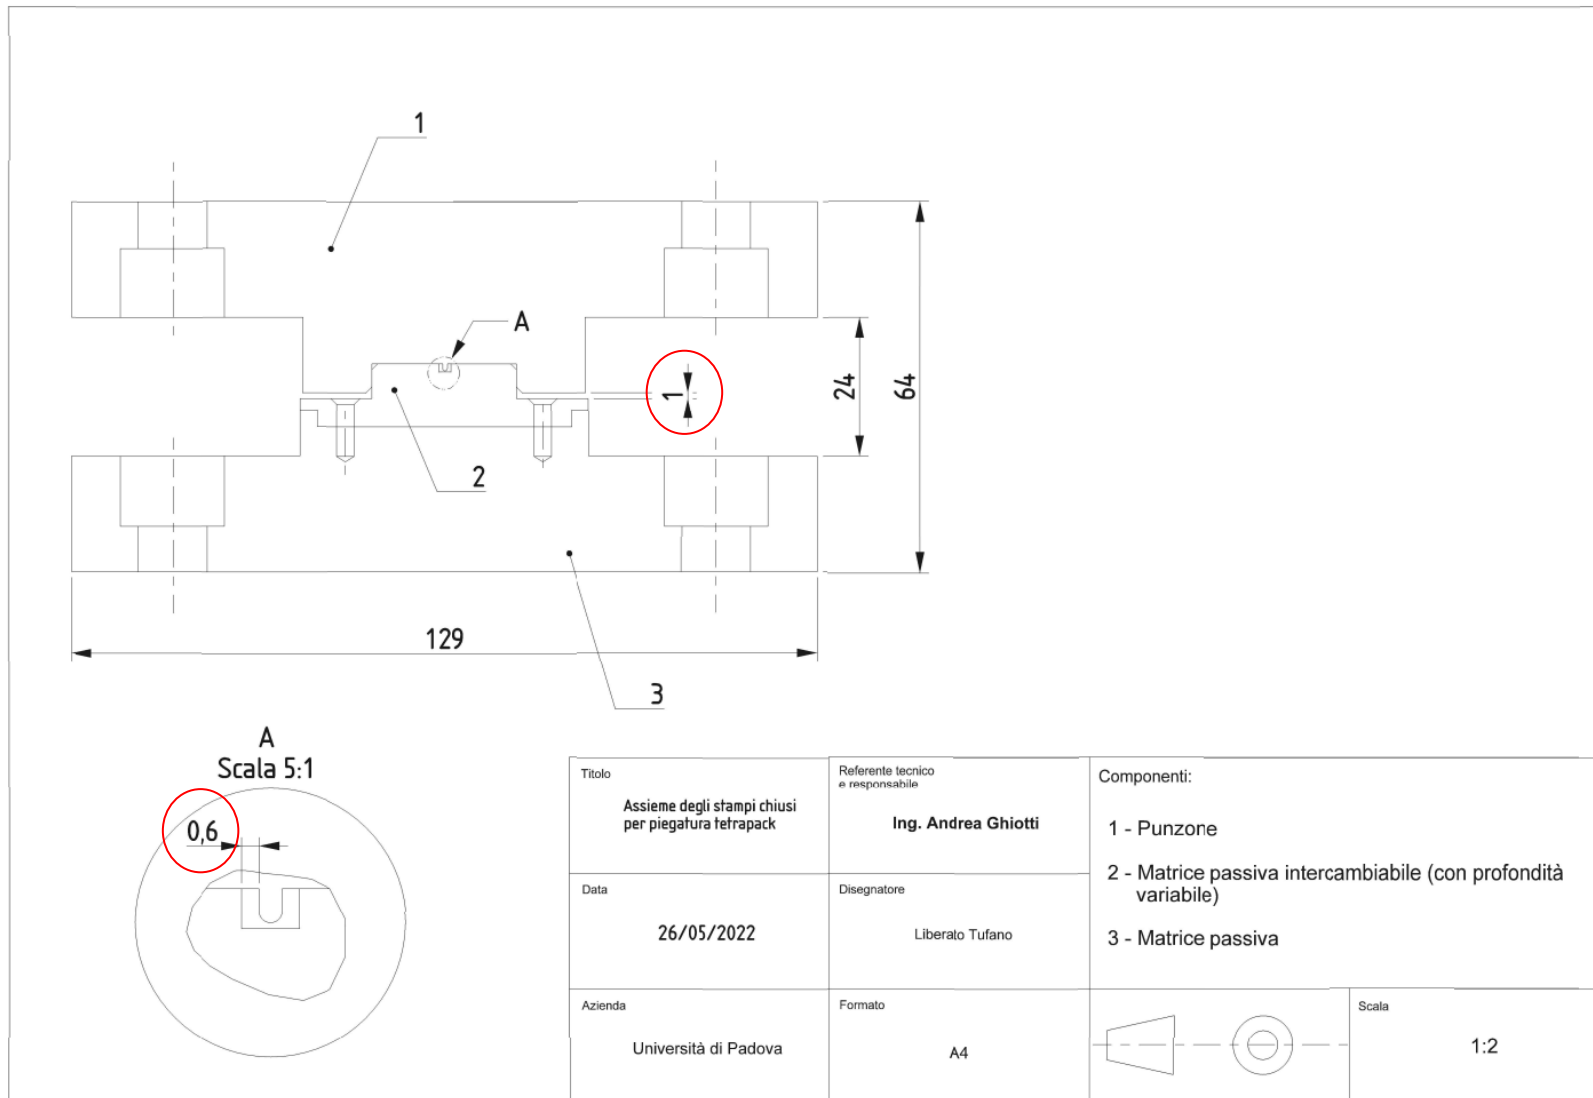 1
A
1
24
64
2
129
3
A
Scala 5:1
0,6
Titolo
Assieme degli stampi chiusi
per piegatura tetrapack
Referente tecnico
e responsabile
Ing. Andrea Ghiotti
Componenti:
1 - Punzone
2 - Matrice passiva intercambiabile (con profondità
variabile)
3 - Matrice passiva
Data
26/05/2022
Disegnatore
Liberato Tufano
Azienda
Università di Padova
Formato
A4
Scala
1:2